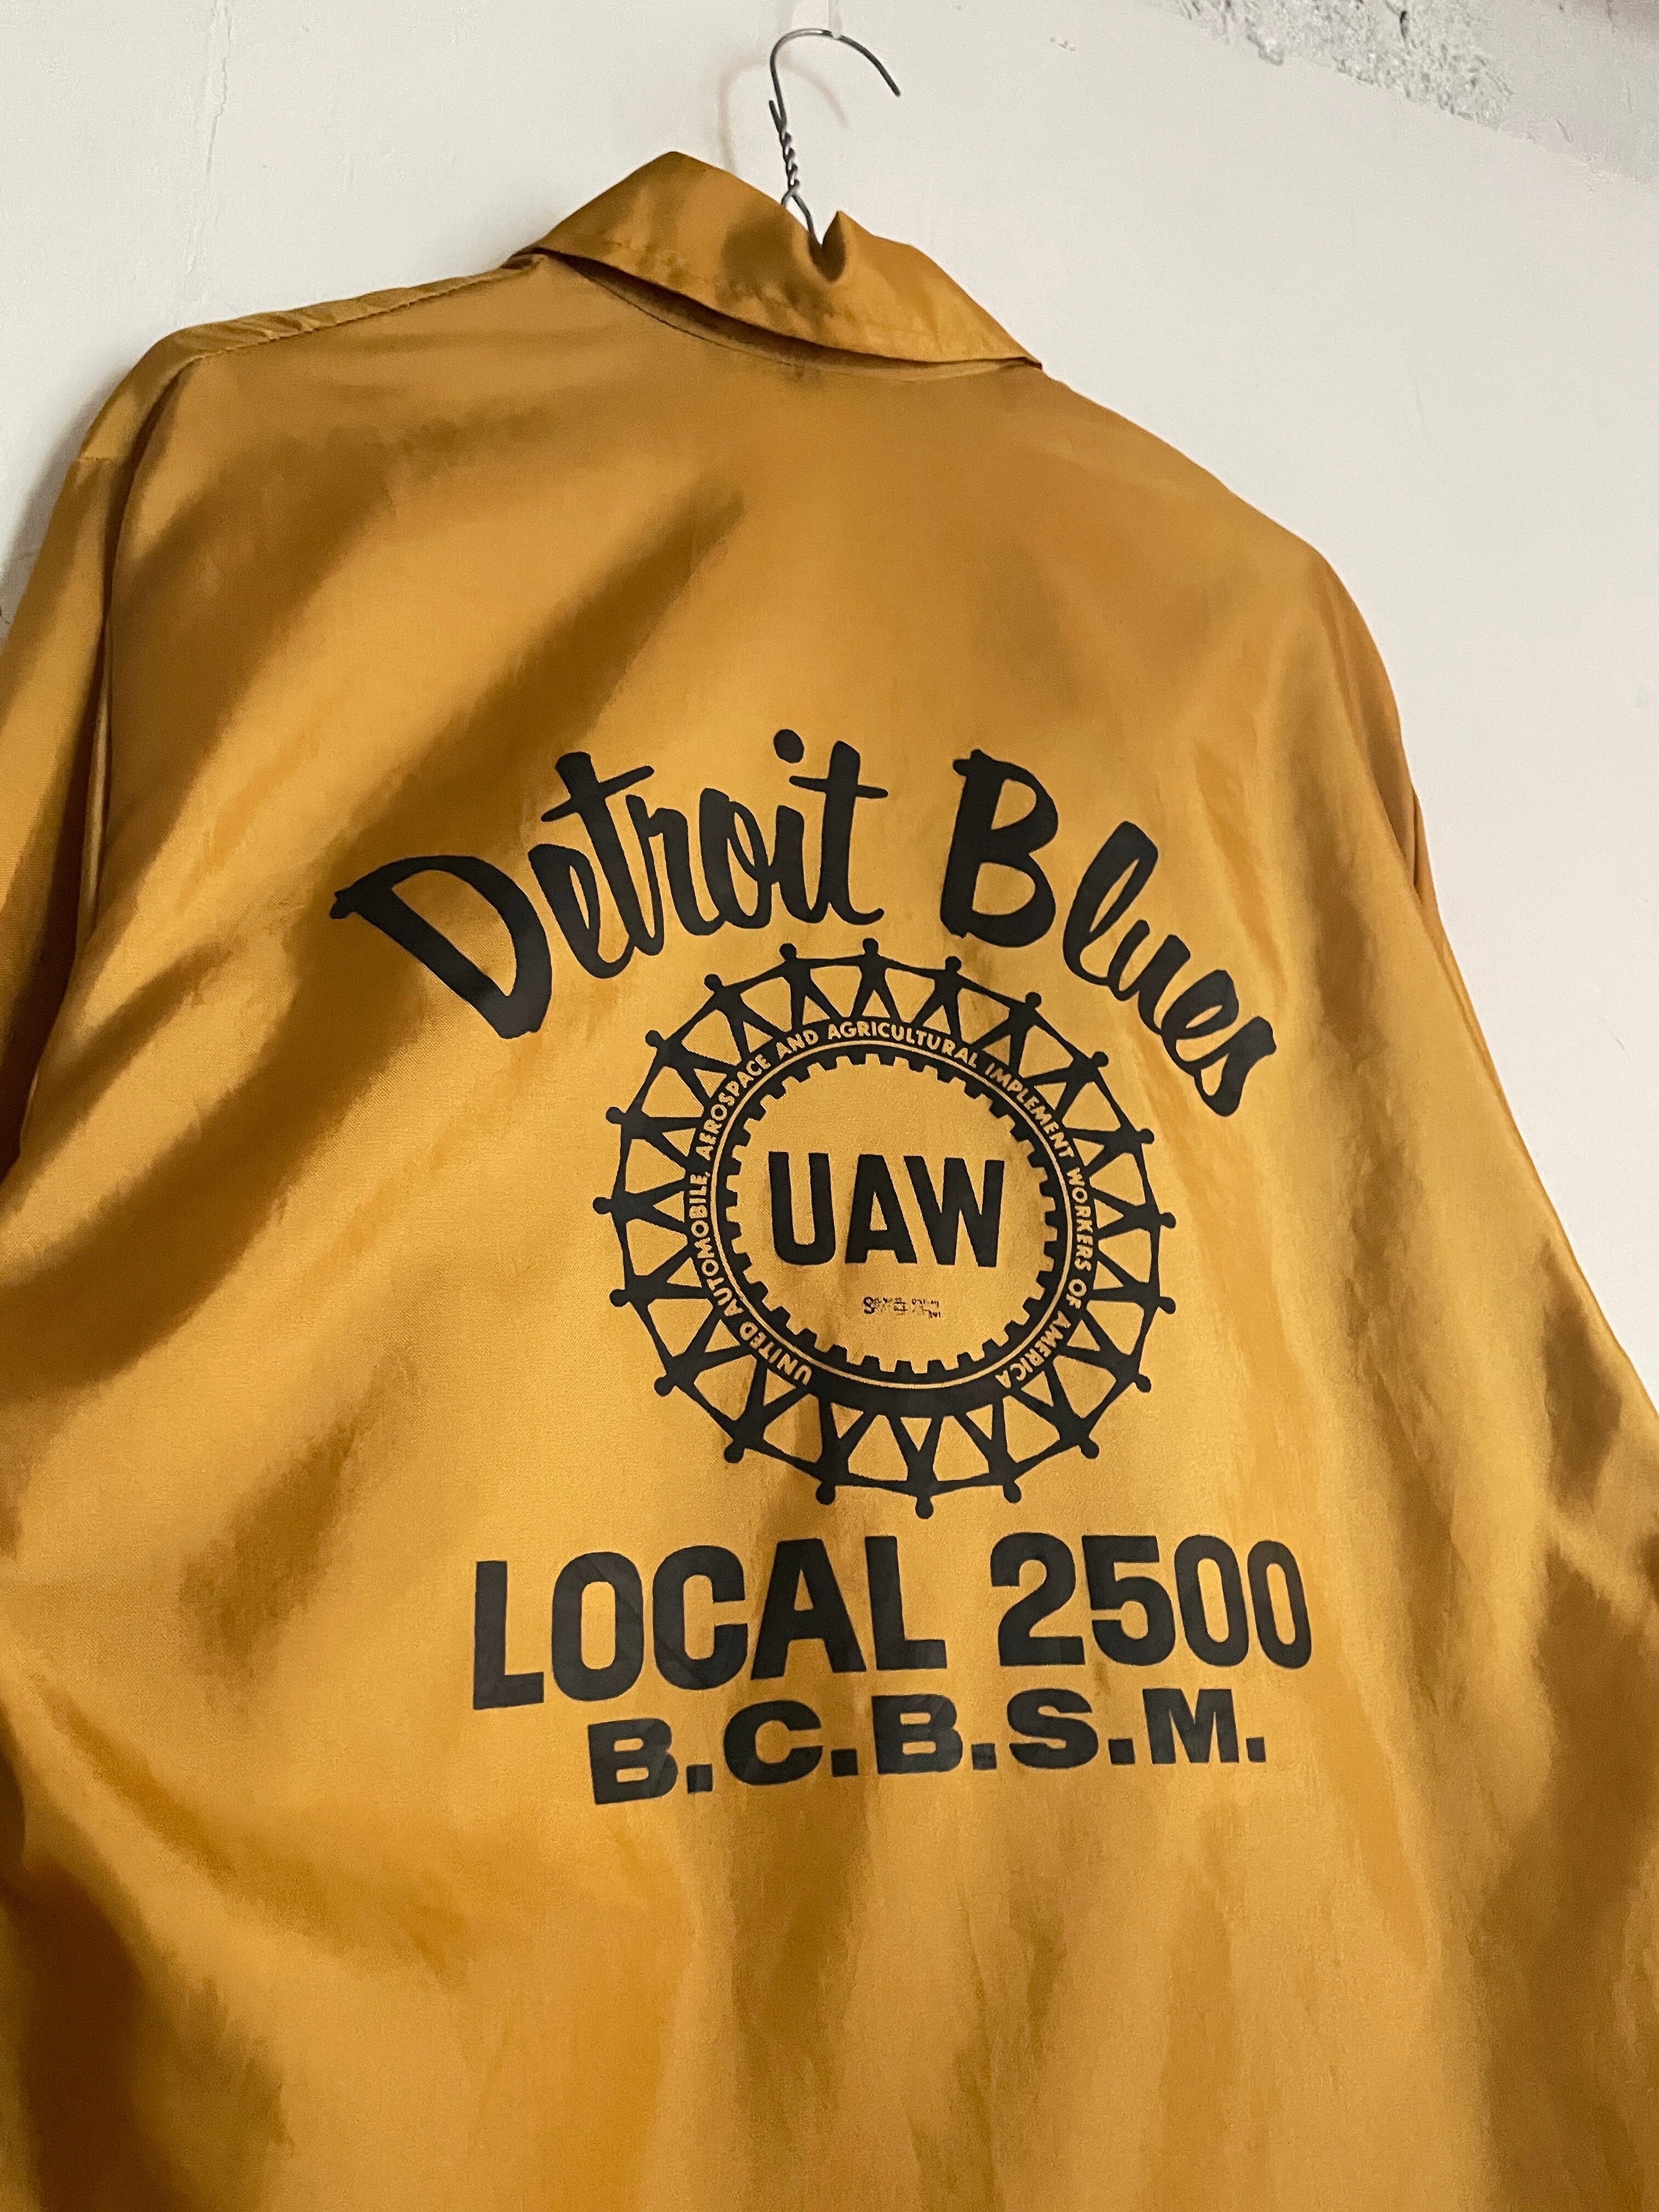 Detroit Blues
UNITED AUTOMOBILE, AEROSPACE AND AGRICULTURAL IMPLEMENT WORKERS OF AMERICA
UAW
LOCAL 2500
B.C.B.S.M.